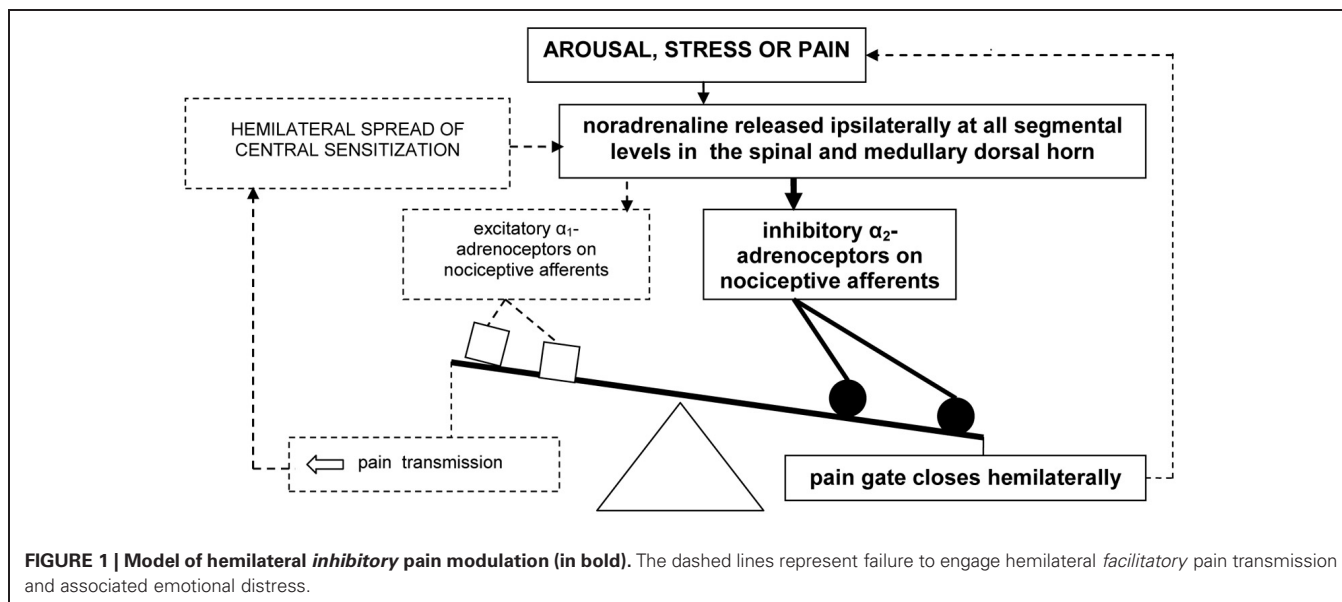 AROUSAL, STRESS OR PAIN
HEMILATERAL SPREAD OF
CENTRAL SENSITIZATION
noradrenaline released ipsilaterally at all segmental
levels in the spinal and medullary dorsal horn
excitatory α₁-
adrenoceptors on
nociceptive afferents
inhibitory α₂-
adrenoceptors on
nociceptive afferents
pain transmission
pain gate closes hemilaterally
FIGURE 1 | Model of hemilateral inhibitory pain modulation (in bold). The dashed lines represent failure to engage hemilateral facilitatory pain transmission
and associated emotional distress.